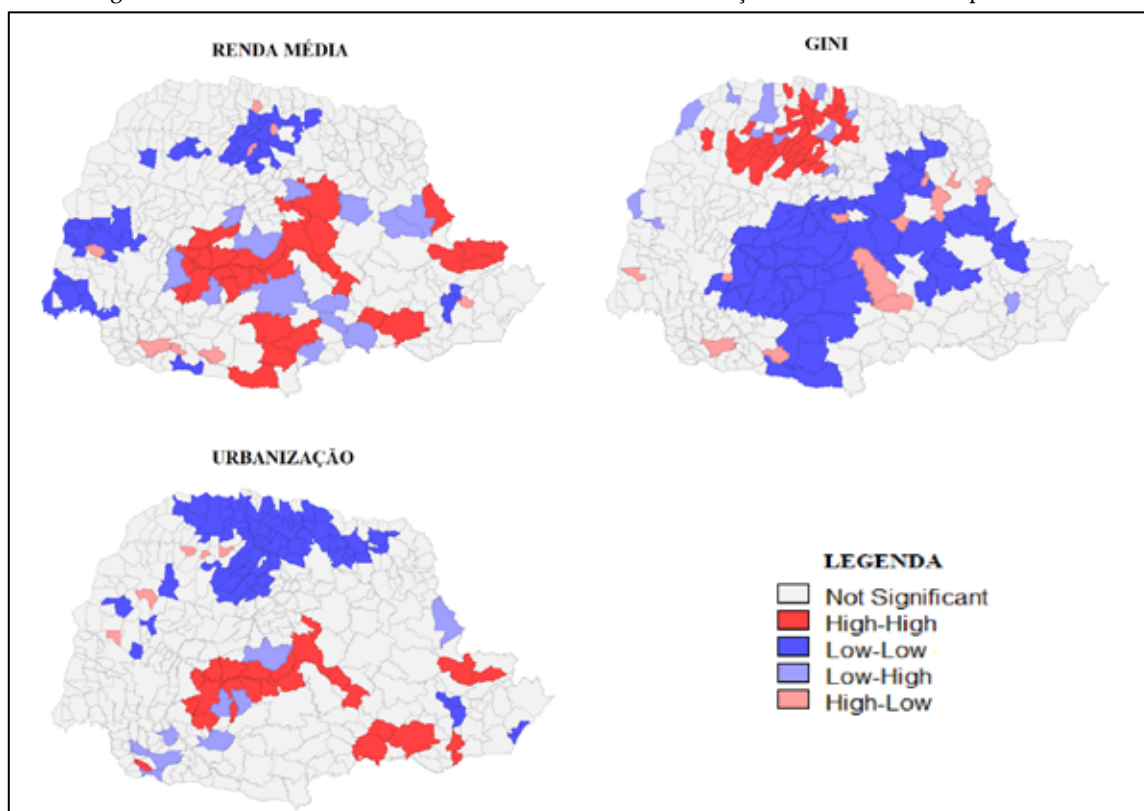 RENDA MÉDIA
GINI
URBANIZAÇÃO
LEGENDA
Not Significant
High-High
Low-Low
Low-High
High-Low